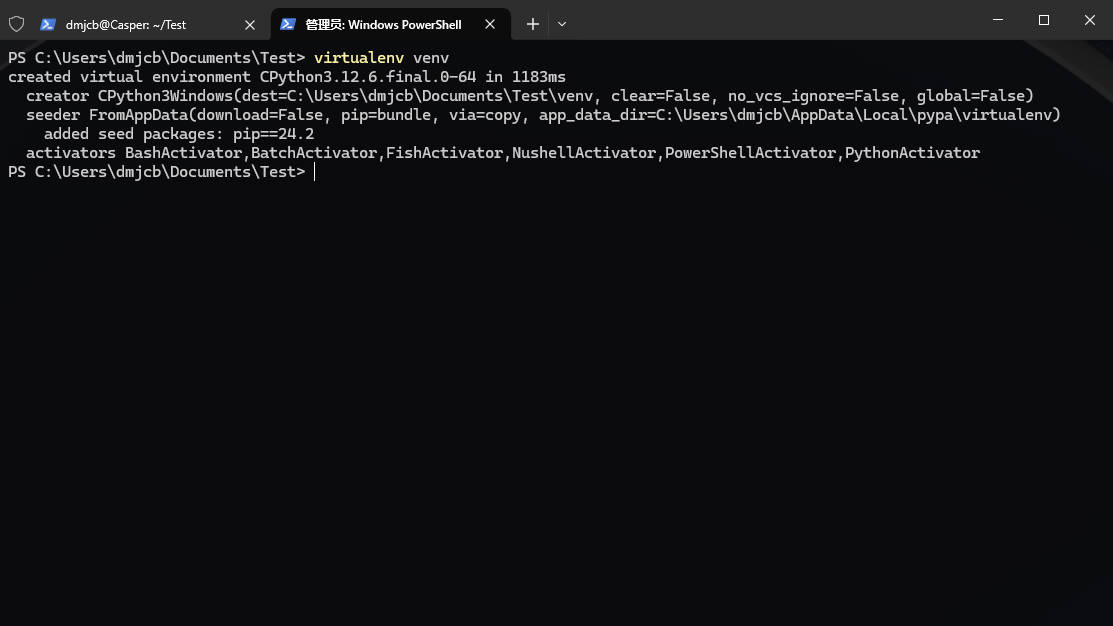 dmjcb@Casper: ~/Test
管理员: Windows PowerShell
PS C:\Users\dmjcb\Documents\Test> virtualenv venv
created virtual environment CPython3.12.6.final.0-64 in 1183ms
  creator CPython3Windows(dest=C:\Users\dmjcb\Documents\Test\venv, clear=False, no_vcs_ignore=False, global=False)
  seeder FromAppData(download=False, pip=bundle, via=copy, app_data_dir=C:\Users\dmjcb\AppData\Local\pypa\virtualenv)
    added seed packages: pip==24.2
  activators BashActivator,BatchActivator,FishActivator,NushellActivator,PowerShellActivator,PythonActivator
PS C:\Users\dmjcb\Documents\Test>